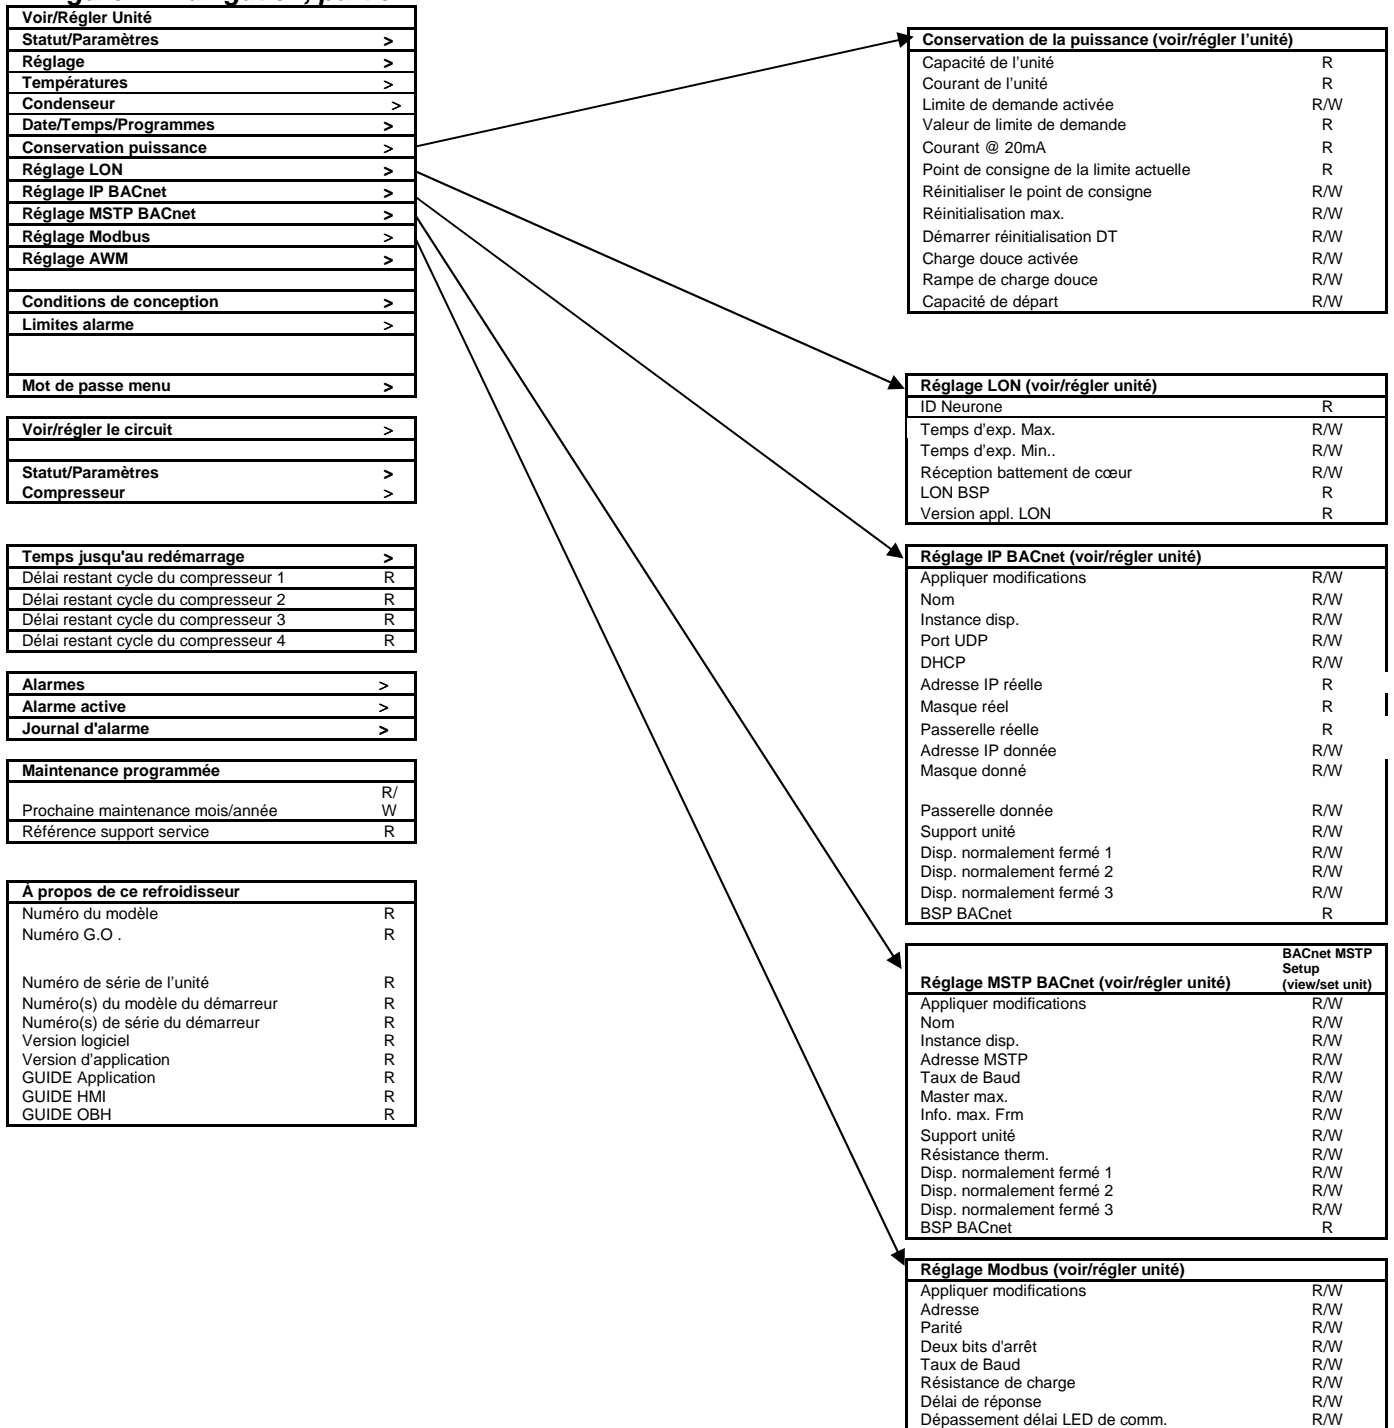 Voir/Régler Unité
Statut/Paramètres >
Réglage >
Températures >
Condenseur >
Date/Temps/Programmes >
Conservation puissance >
Réglage LON >
Réglage IP BACnet >
Réglage MSTP BACnet >
Réglage Modbus >
Réglage AWM >
Conditions de conception >
Limites alarme >
Mot de passe menu >
Voir/régler le circuit >
Statut/Paramètres >
Compresseur >
Temps jusqu'au redémarrage >
Délai restant cycle du compresseur 1 R
Délai restant cycle du compresseur 2 R
Délai restant cycle du compresseur 3 R
Délai restant cycle du compresseur 4 R
Alarmes >
Alarme active >
Journal d'alarme >
Maintenance programmée
R/
Prochaine maintenance mois/année W
Référence support service R
À propos de ce refroidisseur
Numéro du modèle R
Numéro G.O . R
Numéro de série de l’unité R
Numéro(s) du modèle du démarreur R
Numéro(s) de série du démarreur R
Version logiciel R
Version d’application R
GUIDE Application R
GUIDE HMI R
GUIDE OBH R
Conservation de la puissance (voir/régler l’unité)
Capacité de l’unité R
Courant de l’unité R
Limite de demande activée R/W
Valeur de limite de demande R
Courant @ 20mA R
Point de consigne de la limite actuelle R
Réinitialiser le point de consigne R/W
Réinitialisation max. R/W
Démarrer réinitialisation DT R/W
Charge douce activée R/W
Rampe de charge douce R/W
Capacité de départ R/W
Réglage LON (voir/régler unité)
ID Neurone R
Temps d'exp. Max. R/W
Temps d'exp. Min.. R/W
Réception battement de cœur R/W
LON BSP R
Version appl. LON R
Réglage IP BACnet (voir/régler unité)
Appliquer modifications R/W
Nom R/W
Instance disp. R/W
Port UDP R/W
DHCP R/W
Adresse IP réelle R
Masque réel R
Passerelle réelle R
Adresse IP donnée R/W
Masque donné R/W
Passerelle donnée R/W
Support unité R/W
Disp. normalement fermé 1 R/W
Disp. normalement fermé 2 R/W
Disp. normalement fermé 3 R/W
BSP BACnet R
BACnet MSTP
Setup
Réglage MSTP BACnet (voir/régler unité) (view/set unit)
Appliquer modifications R/W
Nom R/W
Instance disp. R/W
Adresse MSTP R/W
Taux de Baud R/W
Master max. R/W
Info. max. Frm R/W
Support unité R/W
Résistance therm. R/W
Disp. normalement fermé 1 R/W
Disp. normalement fermé 2 R/W
Disp. normalement fermé 3 R/W
BSP BACnet R
Réglage Modbus (voir/régler unité)
Appliquer modifications R/W
Adresse R/W
Parité R/W
Deux bits d'arrêt R/W
Taux de Baud R/W
Résistance de charge R/W
Délai de réponse R/W
Dépassement délai LED de comm. R/W